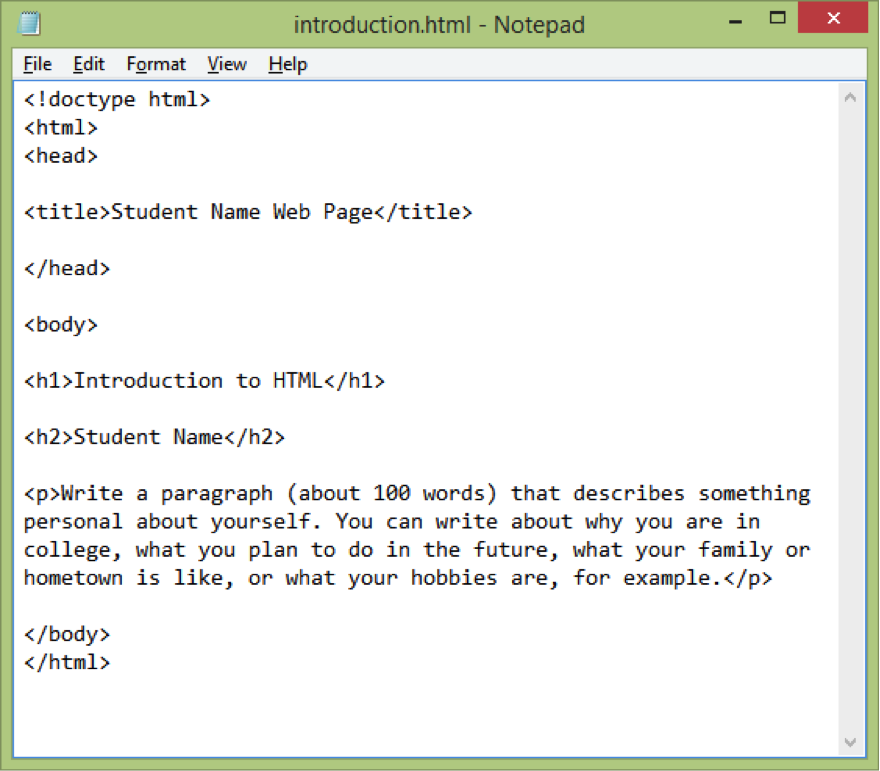 introduction.html - Notepad
File Edit Format View Help
<!doctype html>
<html>
<head>
<title>Student Name Web Page</title>
</head>
<body>
<h1>Introduction to HTML</h1>
<h2>Student Name</h2>
<p>Write a paragraph (about 100 words) that describes something
personal about yourself. You can write about why you are in
college, what you plan to do in the future, what your family or
hometown is like, or what your hobbies are, for example.</p>
</body>
</html>